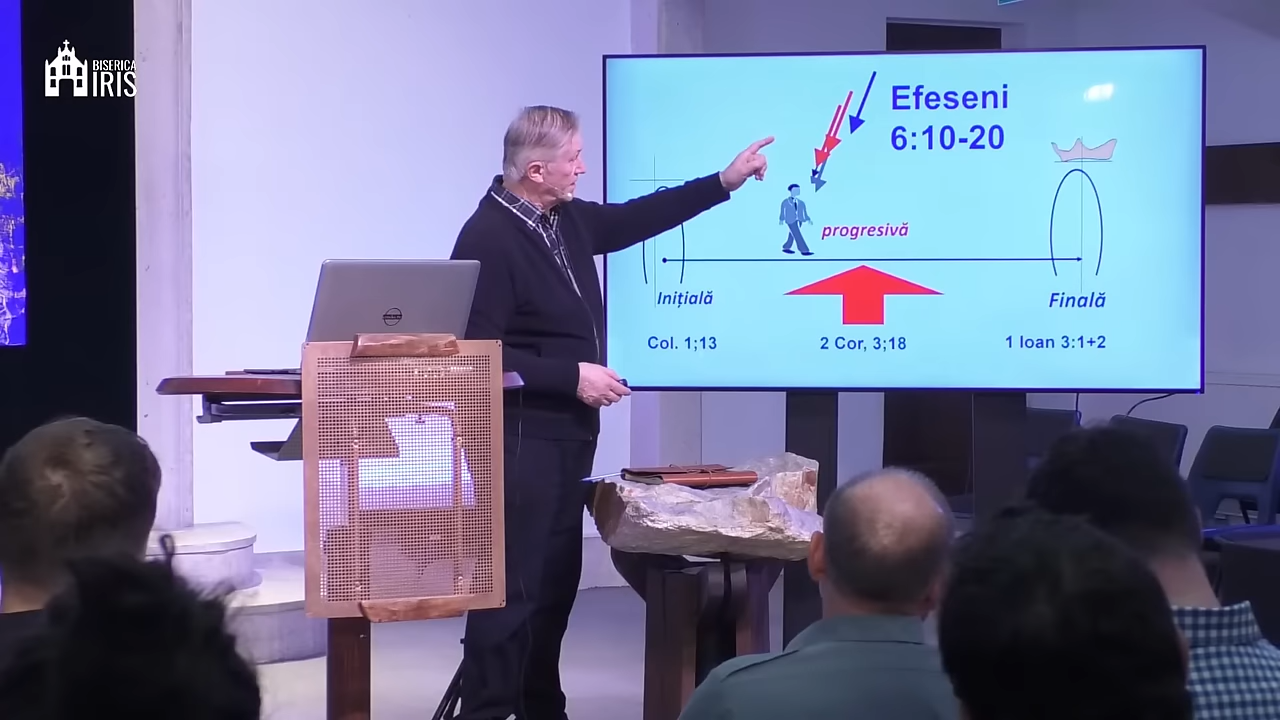 BISERICA
IRIS
Efeseni
6:10-20
progresivă
Inițială
Finală
Col. 1;13
2 Cor, 3;18
1 Ioan 3:1+2